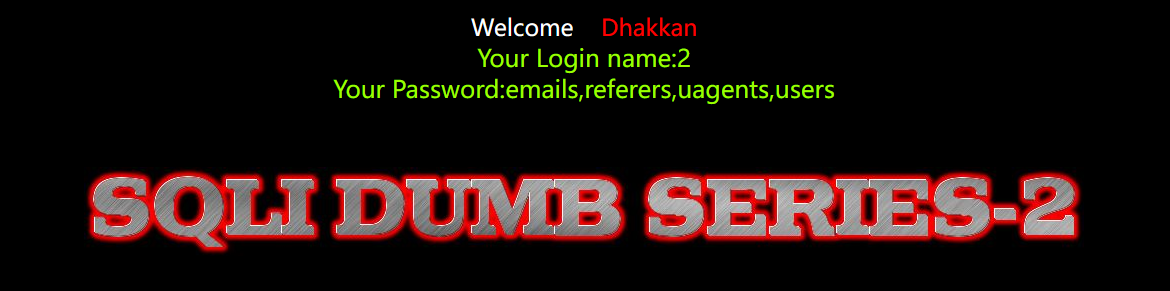 Welcome Dhakkan
Your Login name:2
Your Password:emails,referers,uagents,users
SQLI DUMB SERIES-2